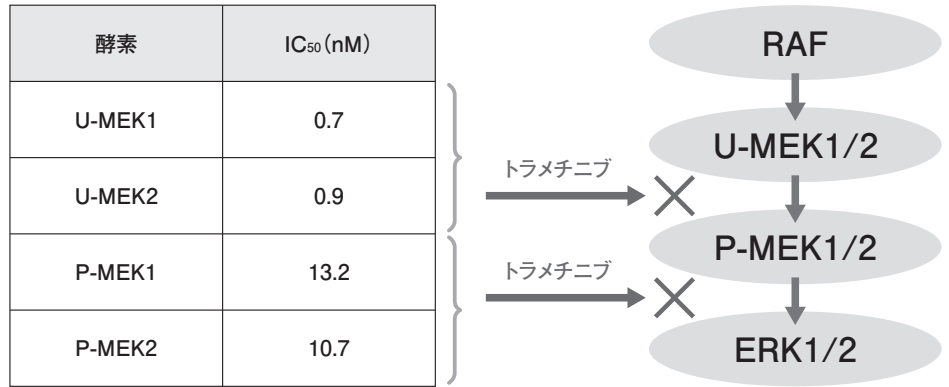 酵素 IC50(nM)
U-MEK1 0.7
U-MEK2 0.9
P-MEK1 13.2
P-MEK2 10.7
トラメチニブ
トラメチニブ
RAF
U-MEK1/2
P-MEK1/2
ERK1/2